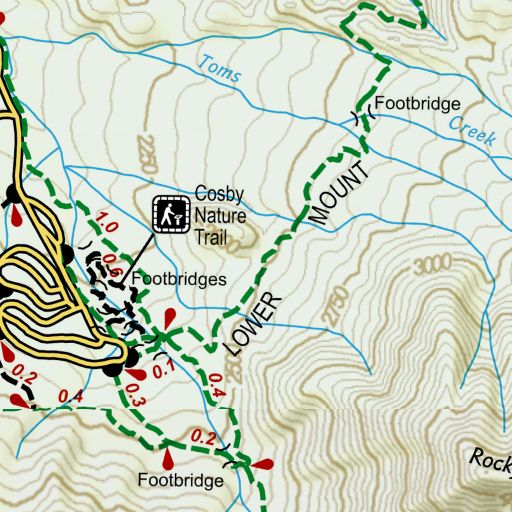 Toms
Creek
Footbridge
2250
MOUNT
Cosby
Nature
Trail
1.0
0.6
Footbridges
3000
2750
LOWER
0.1
0.2
0.4
0.3
0.4
0.2
Footbridge
Rocky